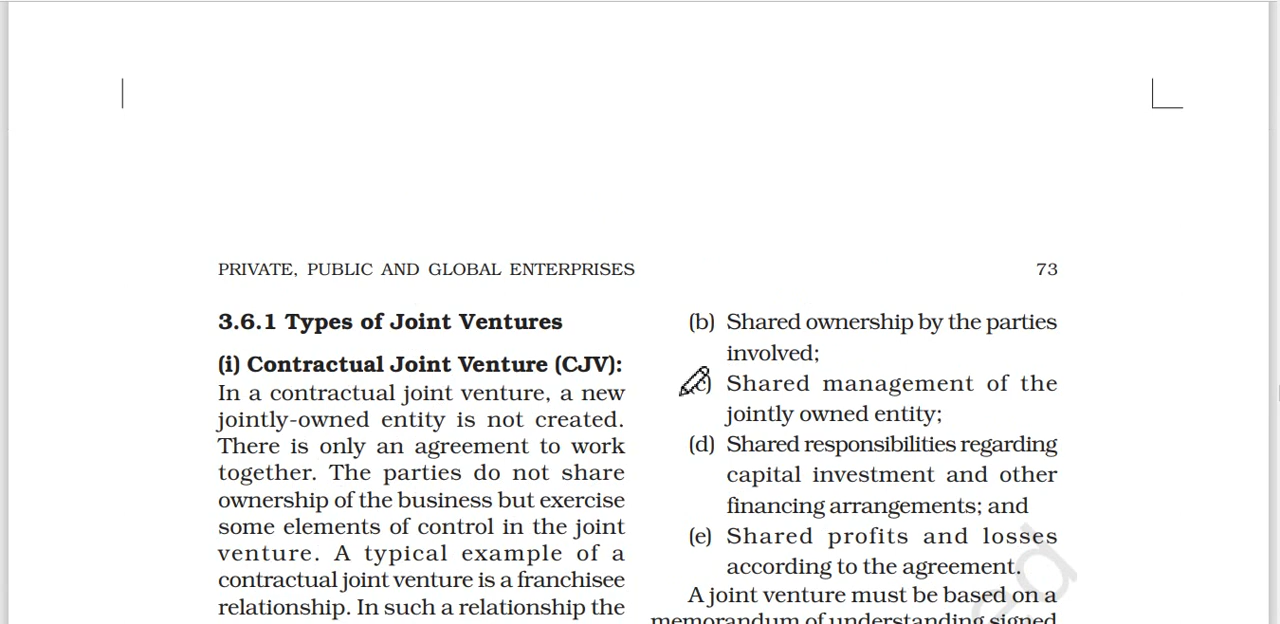 PRIVATE, PUBLIC AND GLOBAL ENTERPRISES 73
3.6.1 Types of Joint Ventures
(i) Contractual Joint Venture (CJV):
In a contractual joint venture, a new
jointly-owned entity is not created.
There is only an agreement to work
together. The parties do not share
ownership of the business but exercise
some elements of control in the joint
venture. A typical example of a
contractual joint venture is a franchisee
relationship. In such a relationship the
(b) Shared ownership by the parties
involved;
(c) Shared management of the
jointly owned entity;
(d) Shared responsibilities regarding
capital investment and other
financing arrangements; and
(e) Shared profits and losses
according to the agreement.
A joint venture must be based on a
memorandum of understanding signed